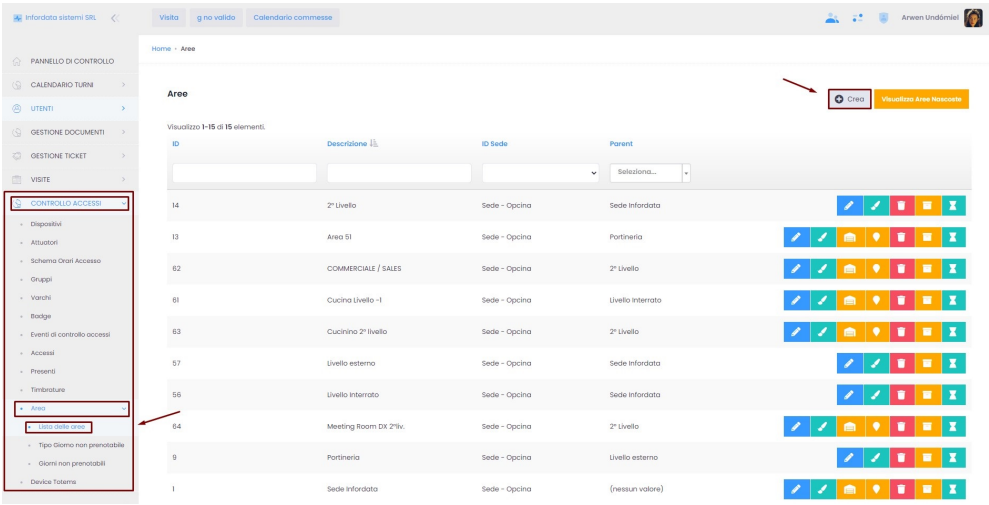 Infordata sistemi SRL
Visita
g no valido
Calendario commesse
Arwen Undòmiel
Home • Aree
PANNELLO DI CONTROLLO
CALENDARIO TURNI
UTENTI
GESTIONE DOCUMENTI
GESTIONE TICKET
VISITE
CONTROLLO ACCESSI
Dispositivi
Attuatori
Schema Orari Accesso
Gruppi
Varchi
Badge
Eventi di controllo accessi
Accessi
Presenti
Timbrature
Area
Lista delle aree
Tipo Giorno non prenotabile
Giorni non prenotabili
Device Totems
Aree
Crea
Visualizza Aree Nascoste
Visualizzo 1-15 di 15 elementi.
ID Descrizione ID Sede Parent
Seleziona...
14 2° Livello Sede - Opcina Sede Infordata
13 Area 51 Sede - Opcina Portineria
62 COMMERCIALE / SALES Sede - Opcina 2° Livello
61 Cucina Livello -1 Sede - Opcina Livello Interrato
63 Cucinino 2° livello Sede - Opcina 2° Livello
57 Livello esterno Sede - Opcina Sede Infordata
56 Livello Interrato Sede - Opcina Sede Infordata
64 Meeting Room DX 2°liv. Sede - Opcina 2° Livello
9 Portineria Sede - Opcina Livello esterno
1 Sede Infordata Sede - Opcina (nessun valore)